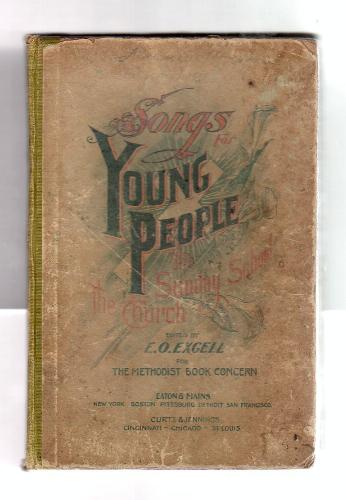 Songs
for
Young
People
In
the Sunday School
Church
EDITED BY
E.O.EXCELL
FOR
THE METHODIST BOOK CONCERN
EATON & MAINS
NEW YORK BOSTON PITTSBURG DETROIT SAN FRANCISCO
CURTS & JENNINGS
CINCINNATI - CHICAGO - ST. LOUIS